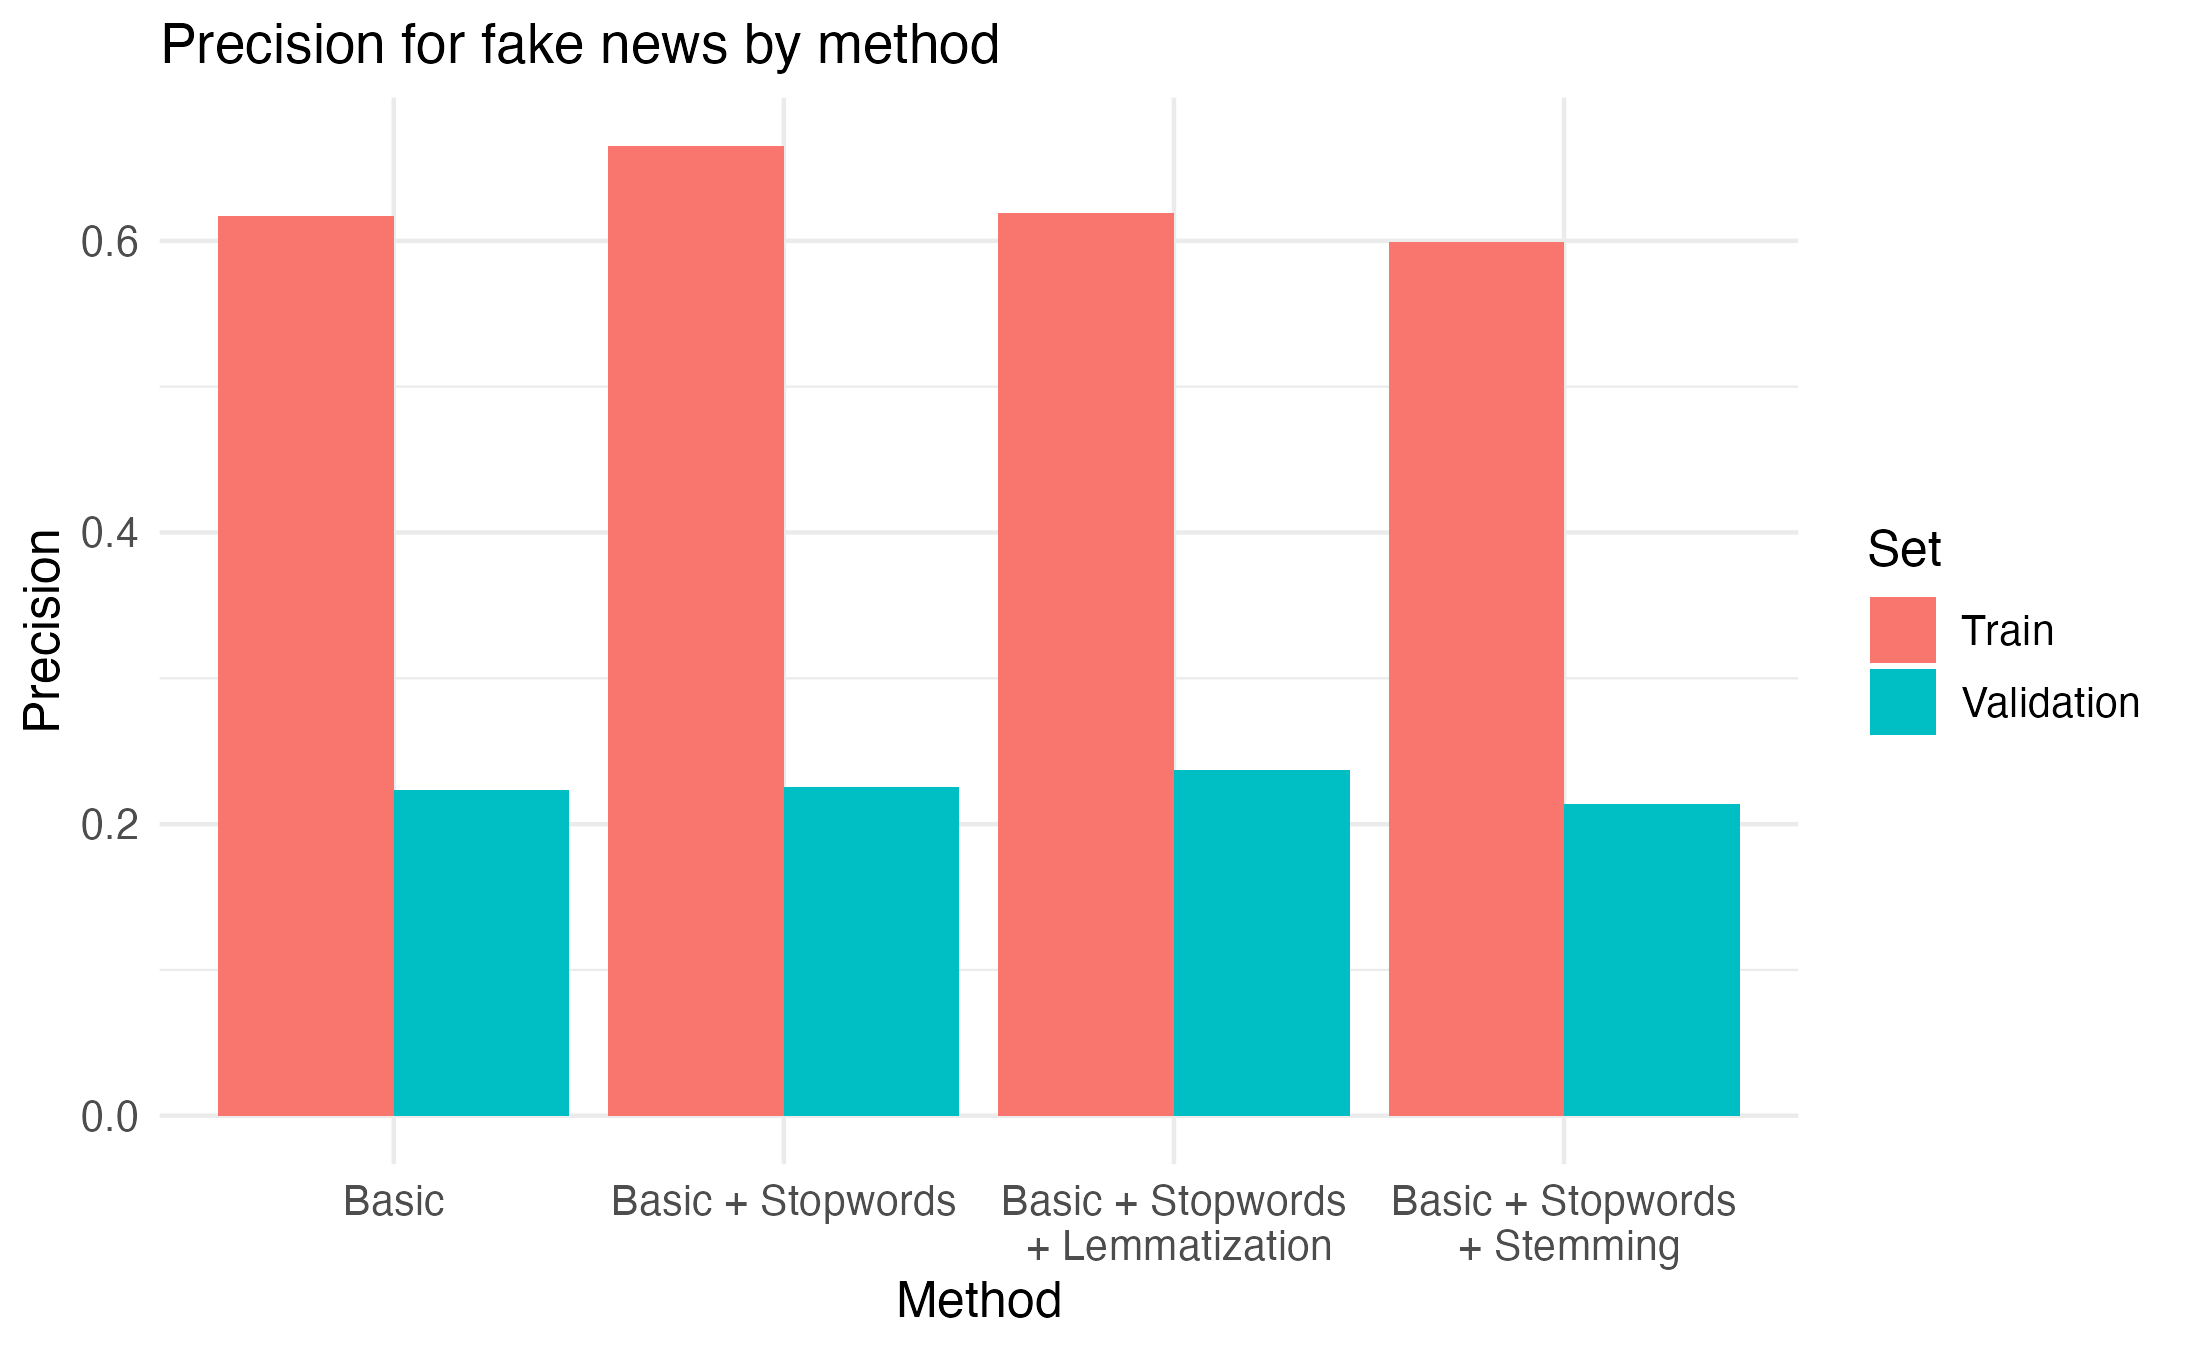 Precision for fake news by method
Precision
0.6
0.4
0.2
0.0
Basic
Basic + Stopwords
Basic + Stopwords
+ Lemmatization
Basic + Stopwords
+ Stemming
Method
Set
Train
Validation